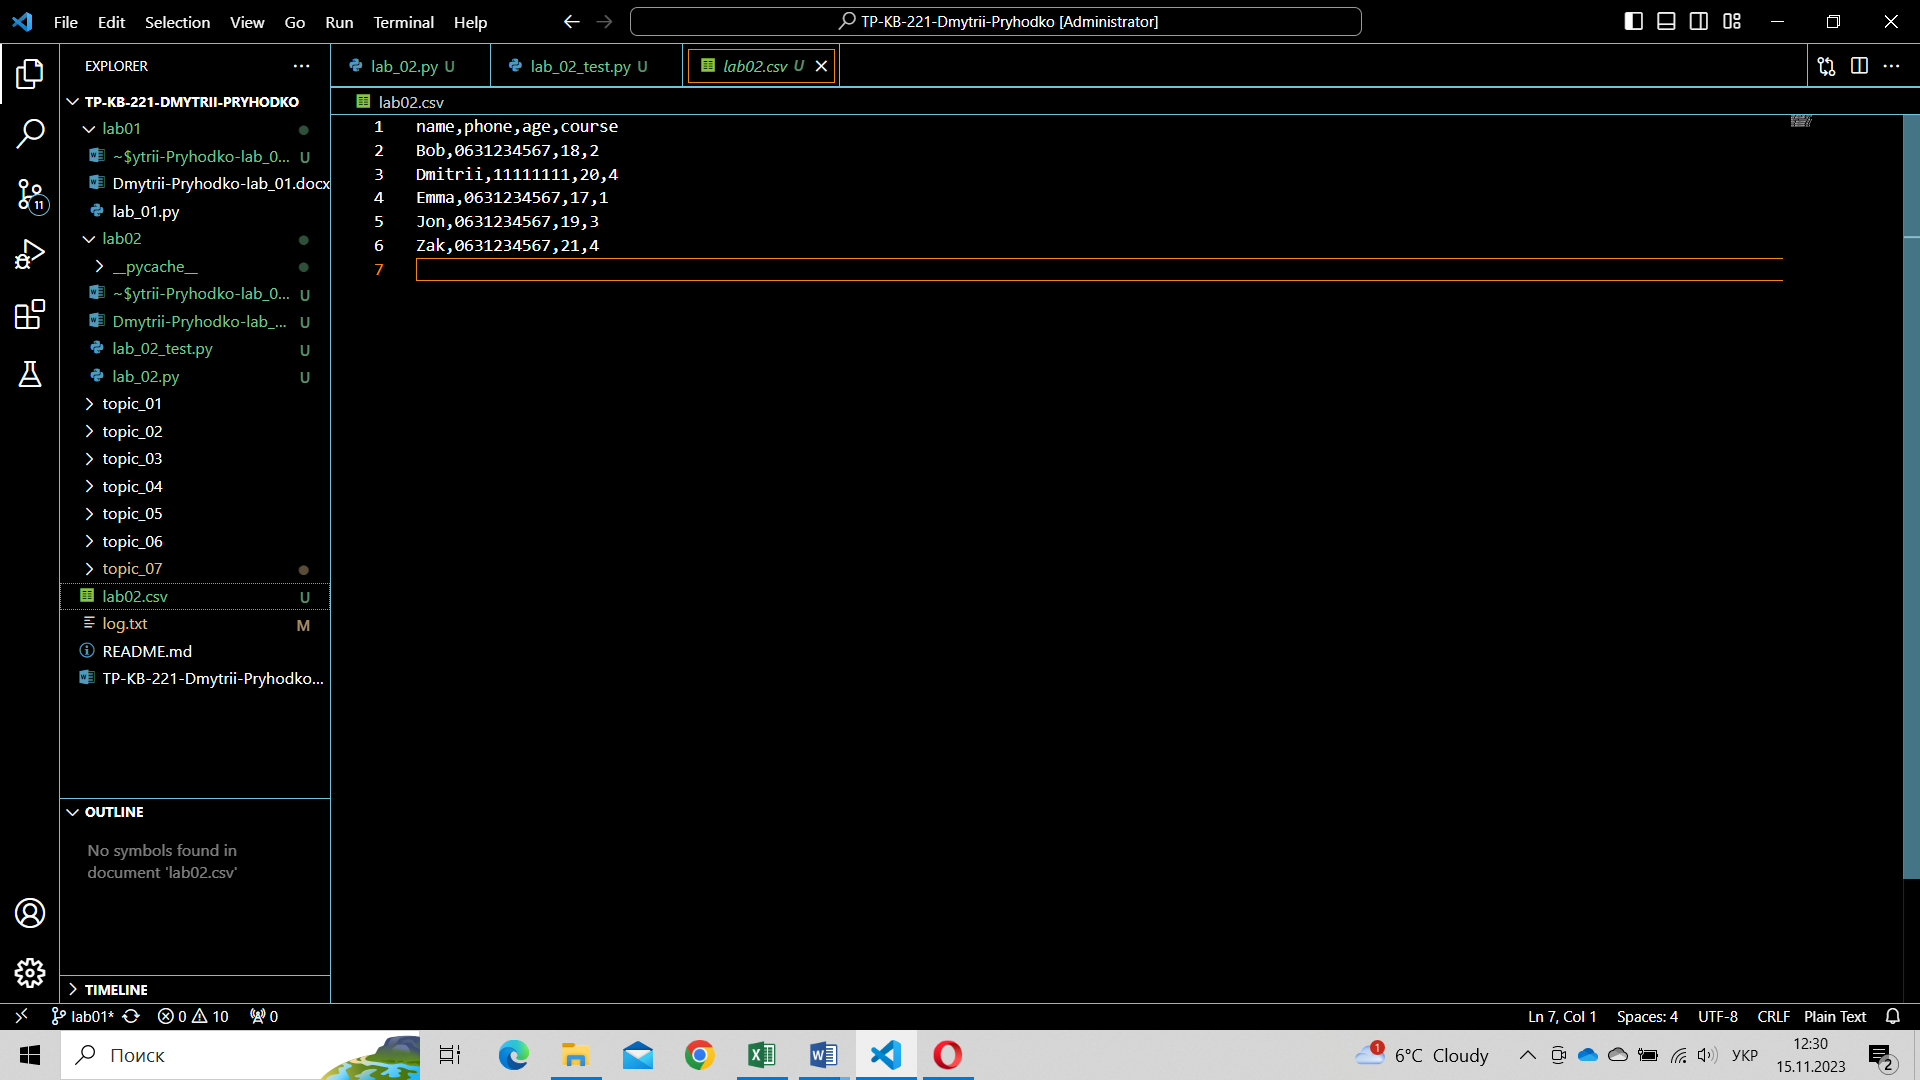 File Edit Selection View Go Run Terminal Help
TP-KB-221-Dmytrii-Pryhodko [Administrator]
EXPLORER
TP-KB-221-DMYTRII-PRYHODKO
lab01
~$ytrii-Pryhodko-lab_0... U
Dmytrii-Pryhodko-lab_01.docx
lab_01.py
lab02
__pycache__
~$ytrii-Pryhodko-lab_0... U
Dmytrii-Pryhodko-lab_... U
lab_02_test.py U
lab_02.py U
topic_01
topic_02
topic_03
topic_04
topic_05
topic_06
topic_07
lab02.csv U
log.txt M
README.md
TP-KB-221-Dmytrii-Pryhodko...
OUTLINE
No symbols found in
document 'lab02.csv'
TIMELINE
11
lab_02.py U lab_02_test.py U lab02.csv U
lab02.csv
1 name,phone,age,course
2 Bob,0631234567,18,2
3 Dmitrii,11111111,20,4
4 Emma,0631234567,17,1
5 Jon,0631234567,19,3
6 Zak,0631234567,21,4
7
lab01* 0 10 0
Ln 7, Col 1 Spaces: 4 UTF-8 CRLF Plain Text
Поиск
1 6°C Cloudy
УКР
12:30
15.11.2023
2